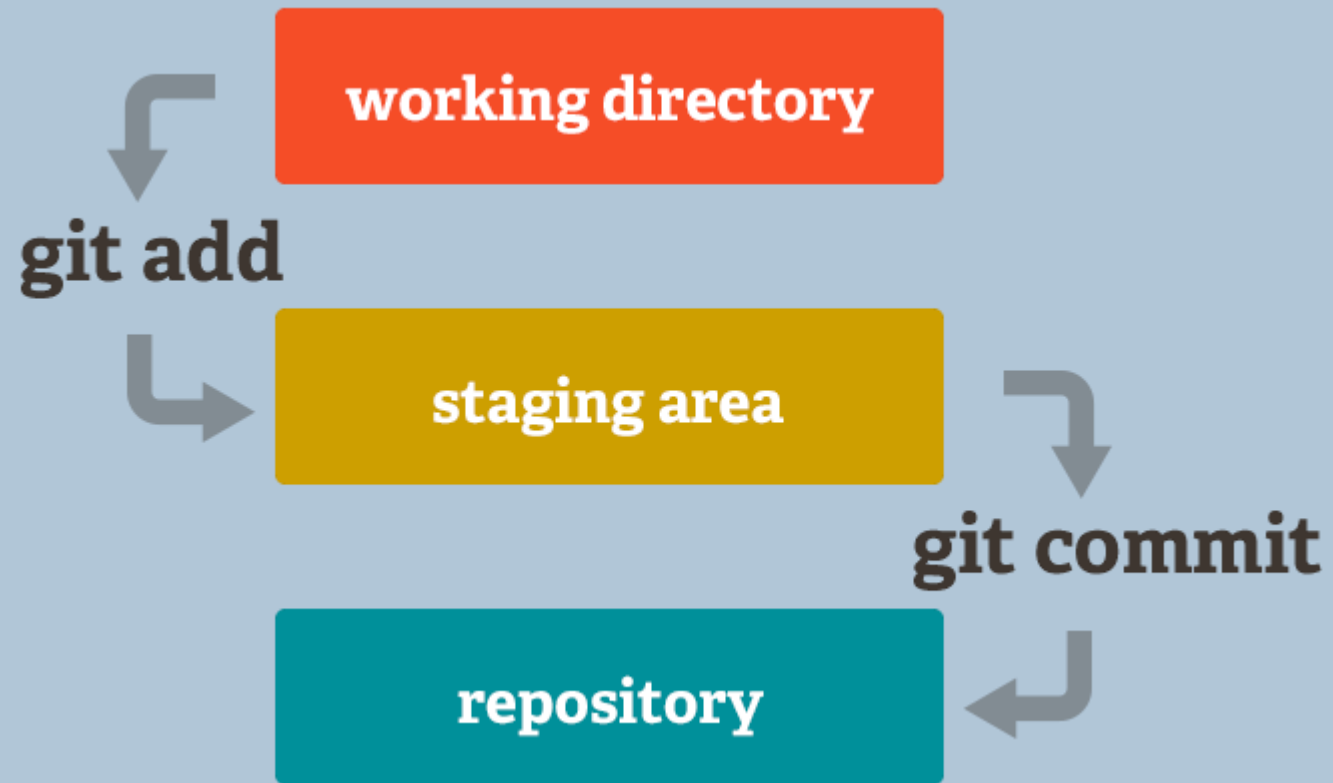 working directory
git add
staging area
git commit
repository